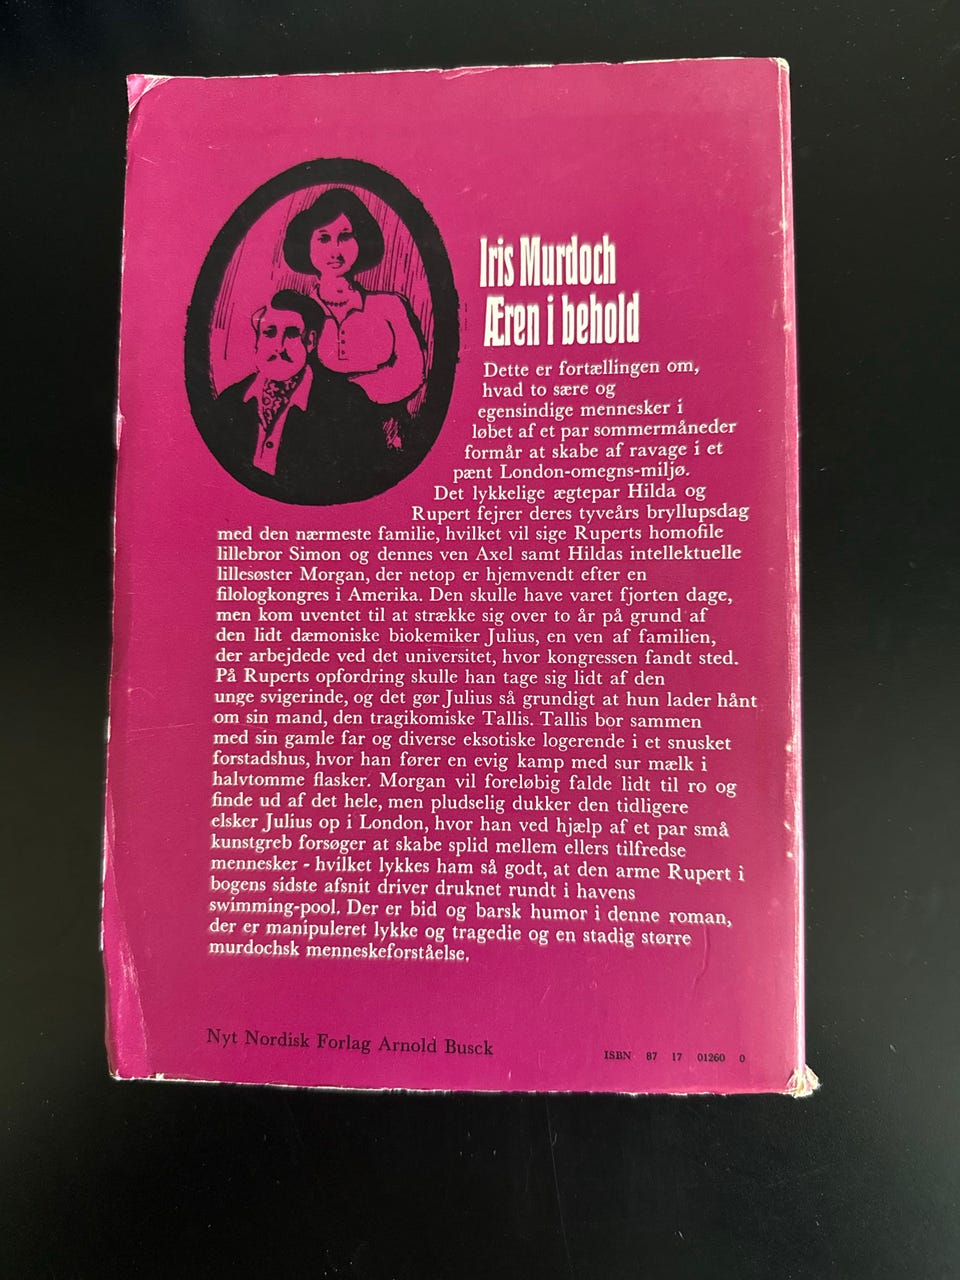 Iris Murdoch
Æren i behold
Dette er fortællingen om,
hvad to sære og
egensindige mennesker i
løbet af et par sommermåneder
formår at skabe af ravage i et
pænt London-omegns-miljø.
Det lykkelige ægtepar Hilda og
Rupert fejrer deres tyveårs bryllupsdag
med den nærmeste familie, hvilket vil sige Ruperts homofile
lillebror Simon og dennes ven Axel samt Hildas intellektuelle
lillesøster Morgan, der netop er hjemvendt efter en
filologkongres i Amerika. Den skulle have varet fjorten dage,
men kom uventet til at strække sig over to år på grund af
den lidt dæmoniske biokemiker Julius, en ven af familien,
der arbejdede ved det universitet, hvor kongressen fandt sted.
På Ruperts opfordring skulle han tage sig lidt af den
unge svigerinde, og det gør Julius så grundigt at hun lader hånt
om sin mand, den tragikomiske Tallis. Tallis bor sammen
med sin gamle far og diverse eksotiske logerende i et snusket
forstadshus, hvor han fører en evig kamp med sur mælk i
halvtomme flasker. Morgan vil foreløbig falde lidt til ro og
finde ud af det hele, men pludselig dukker den tidligere
elsker Julius op i London, hvor han ved hjælp af et par små
kunstgreb forsøger at skabe splid mellem ellers tilfredse
mennesker - hvilket lykkes ham så godt, at den arme Rupert i
bogens sidste afsnit driver druknet rundt i havens
swimming-pool. Der er bid og barsk humor i denne roman,
der er manipuleret lykke og tragedie og en stadig større
murdochsk menneskeforståelse.
Nyt Nordisk Forlag Arnold Busck
ISBN 87 17 01260 0